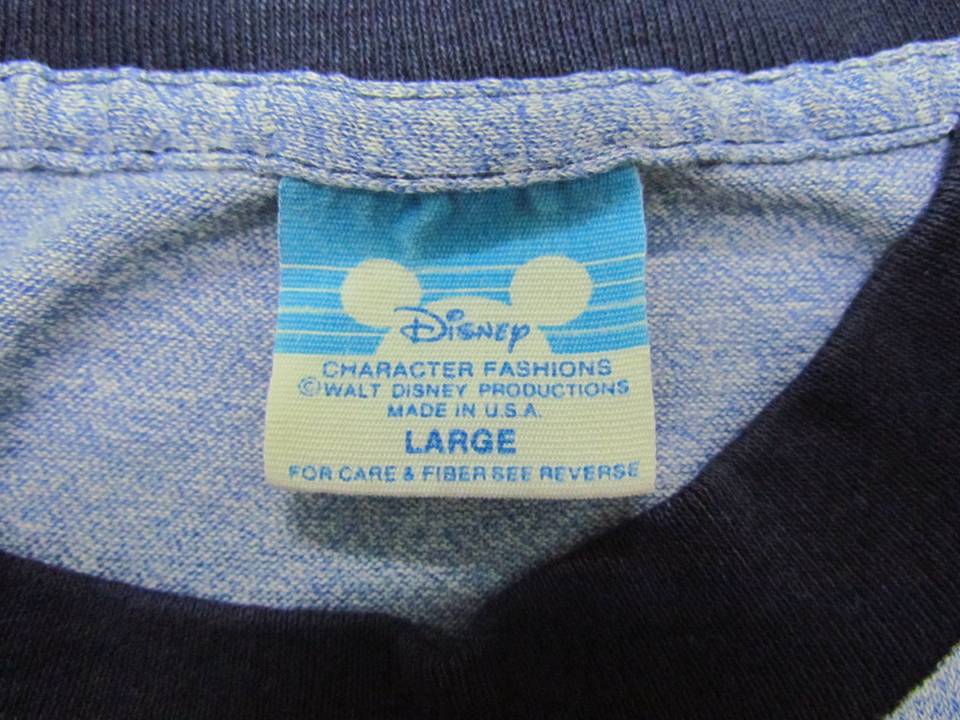 Disney
CHARACTER FASHIONS
©WALT DISNEY PRODUCTIONS
MADE IN U.S.A.
LARGE
FOR CARE & FIBER SEE REVERSE